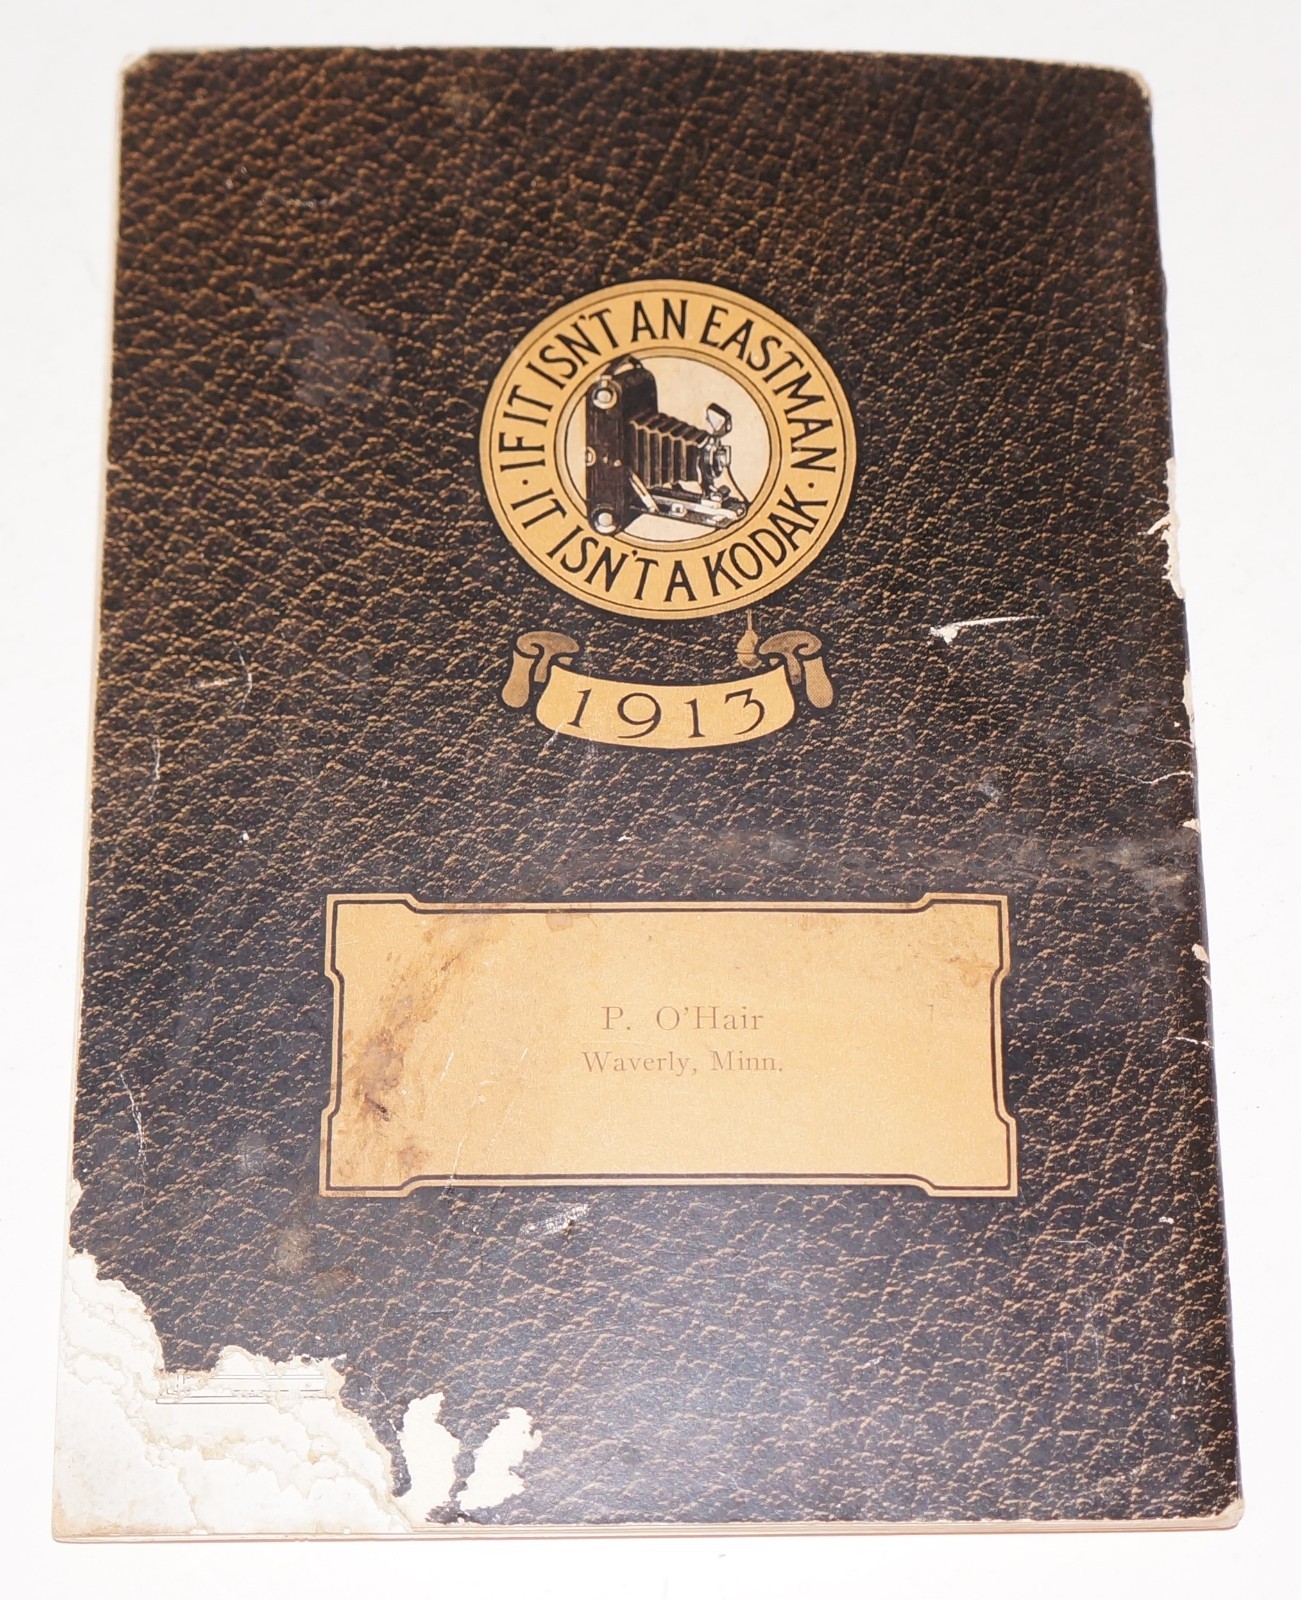 · IF IT ISN'T AN EASTMAN ·
IT ISN'T A KODAK
1913
P. O'Hair
Waverly, Minn.